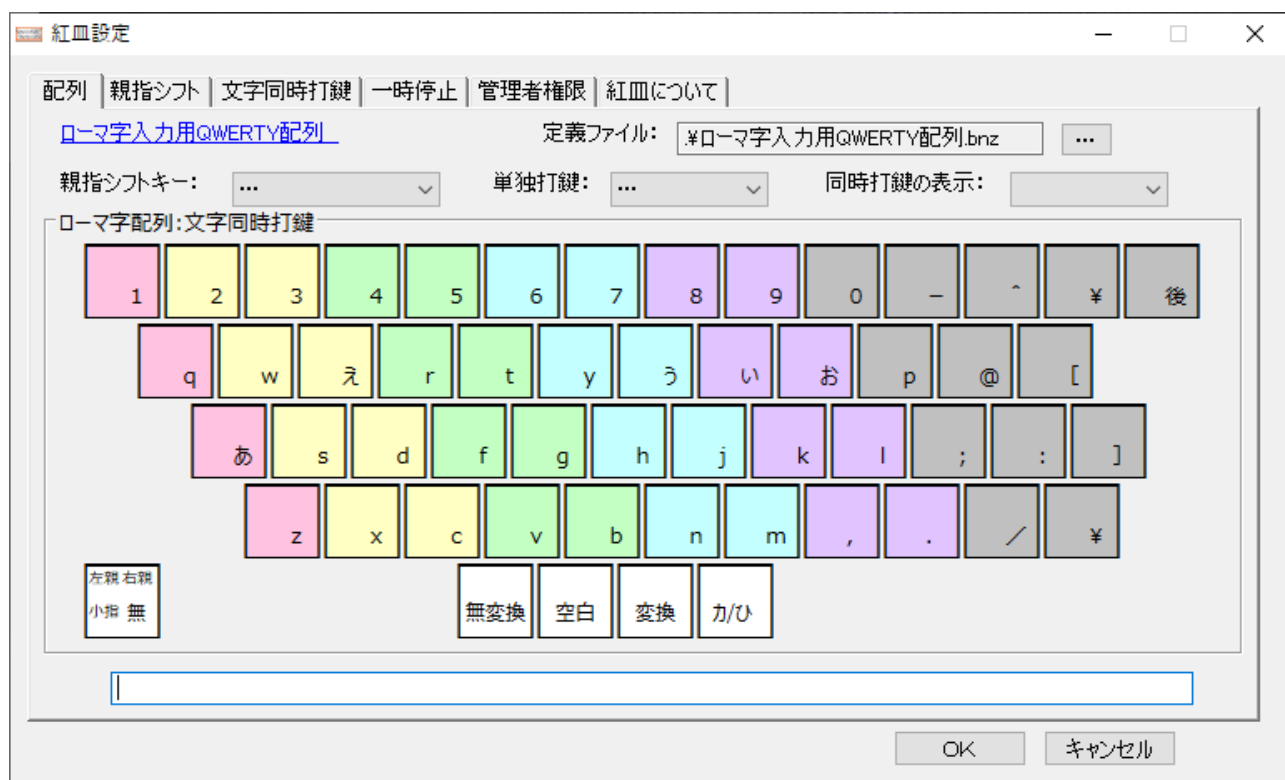 紅皿設定
配列 親指シフト 文字同時打鍵 一時停止 管理者権限 紅皿について
ローマ字入力用QWERTY配列 定義ファイル: .¥ローマ字入力用QWERTY配列.bnz ...
親指シフトキー: ... 単独打鍵: ... 同時打鍵の表示:
ローマ字配列:文字同時打鍵
1 2 3 4 5 6 7 8 9 0 - ^ ¥ 後
q w え r t y う い お p @ [
あ s d f g h j k l ; : ]
z x c v b n m , . / ¥
左親 右親
小指 無 無変換 空白 変換 カ/ひ
OK キャンセル